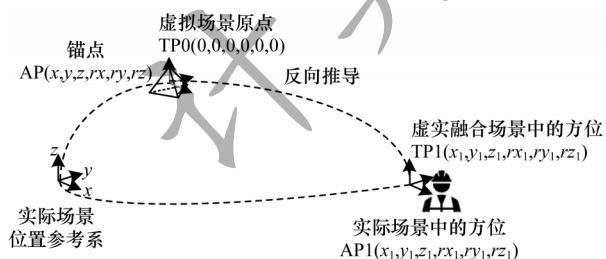 虚拟场景原点
TP0(0,0,0,0,0,0)
锚点
AP(x,y,z,rx,ry,rz)
反向推导
虚实融合场景中的方位
TP1(x₁,y₁,z₁,rx₁,ry₁,rz₁)
z
y
x
实际场景
位置参考系
实际场景中的方位
AP1(x₁,y₁,z₁,rx₁,ry₁,rz₁)